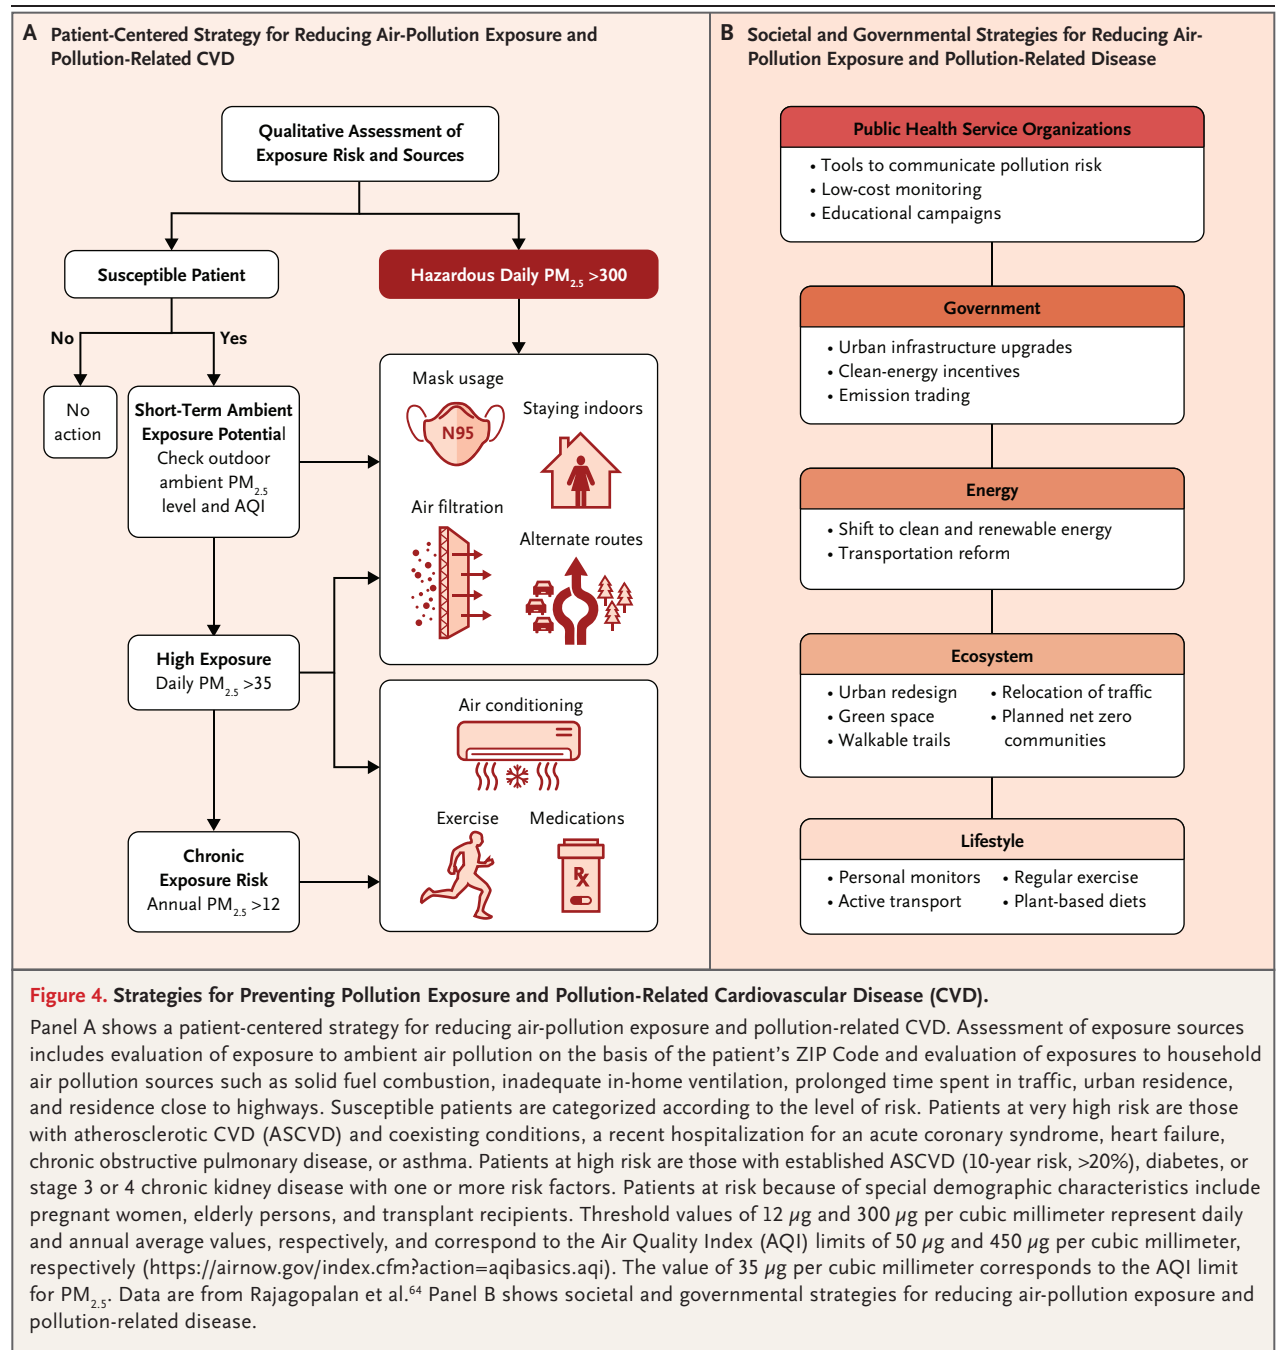 A Patient-Centered Strategy for Reducing Air-Pollution Exposure and
Pollution-Related CVD
Qualitative Assessment of
Exposure Risk and Sources
Susceptible Patient
Hazardous Daily PM2.5 >300
No
Yes
No
action
Short-Term Ambient
Exposure Potential
Check outdoor
ambient PM2.5
level and AQI
High Exposure
Daily PM2.5 >35
Chronic
Exposure Risk
Annual PM2.5 >12
Mask usage
N95
Staying indoors
Air filtration
Alternate routes
Air conditioning
Exercise
Medications
Rx
B Societal and Governmental Strategies for Reducing Air-
Pollution Exposure and Pollution-Related Disease
Public Health Service Organizations
• Tools to communicate pollution risk
• Low-cost monitoring
• Educational campaigns
Government
• Urban infrastructure upgrades
• Clean-energy incentives
• Emission trading
Energy
• Shift to clean and renewable energy
• Transportation reform
Ecosystem
• Urban redesign
• Green space
• Walkable trails
• Relocation of traffic
• Planned net zero
communities
Lifestyle
• Personal monitors
• Active transport
• Regular exercise
• Plant-based diets
Figure 4. Strategies for Preventing Pollution Exposure and Pollution-Related Cardiovascular Disease (CVD).
Panel A shows a patient-centered strategy for reducing air-pollution exposure and pollution-related CVD. Assessment of exposure sources
includes evaluation of exposure to ambient air pollution on the basis of the patient's ZIP Code and evaluation of exposures to household
air pollution sources such as solid fuel combustion, inadequate in-home ventilation, prolonged time spent in traffic, urban residence,
and residence close to highways. Susceptible patients are categorized according to the level of risk. Patients at very high risk are those
with atherosclerotic CVD (ASCVD) and coexisting conditions, a recent hospitalization for an acute coronary syndrome, heart failure,
chronic obstructive pulmonary disease, or asthma. Patients at high risk are those with established ASCVD (10-year risk, >20%), diabetes, or
stage 3 or 4 chronic kidney disease with one or more risk factors. Patients at risk because of special demographic characteristics include
pregnant women, elderly persons, and transplant recipients. Threshold values of 12 µg and 300 µg per cubic millimeter represent daily
and annual average values, respectively, and correspond to the Air Quality Index (AQI) limits of 50 µg and 450 µg per cubic millimeter,
respectively (https://airnow.gov/index.cfm?action=aqibasics.aqi). The value of 35 µg per cubic millimeter corresponds to the AQI limit
for PM2.5. Data are from Rajagopalan et al.64 Panel B shows societal and governmental strategies for reducing air-pollution exposure and
pollution-related disease.